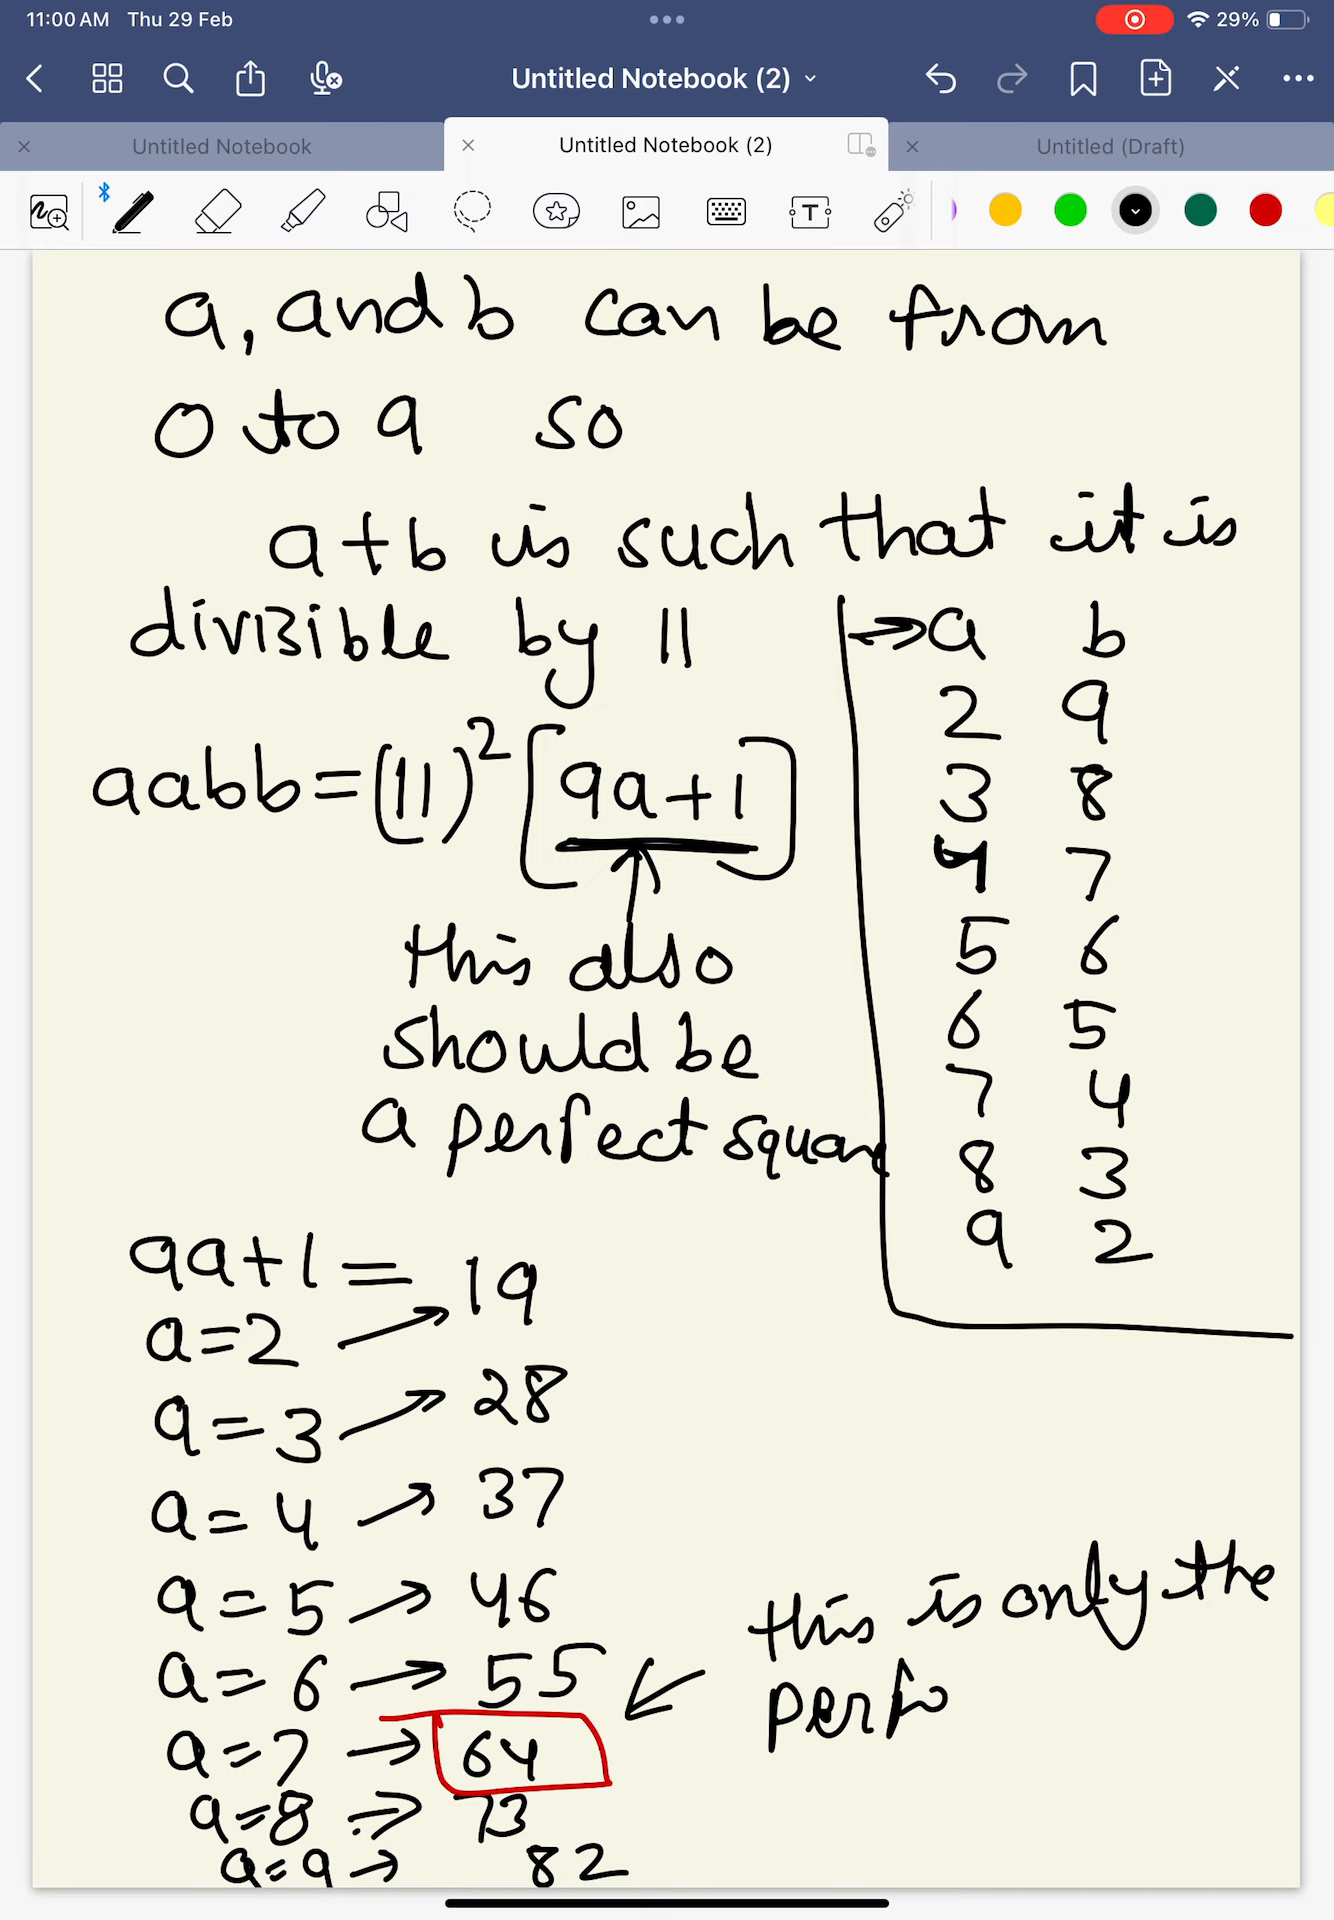 11:00 AM Thu 29 Feb
29%
Untitled Notebook (2)
Untitled Notebook
Untitled Notebook (2)
Untitled (Draft)
a, and b can be from
0 to 9 so
a+b is such that it is
divisible by 11
aabb=(11)²[9a+1]
this also
should be
a perfect square
→a b
2 9
3 8
4 7
5 6
6 5
7 4
8 3
9 2
9a+1= 19
a=2
a=3 → 28
a=4 → 37
a=5 → 46
a=6 → 55
a=7 → 64
a=8 → 73
a=9 → 82
this is only the
perfe